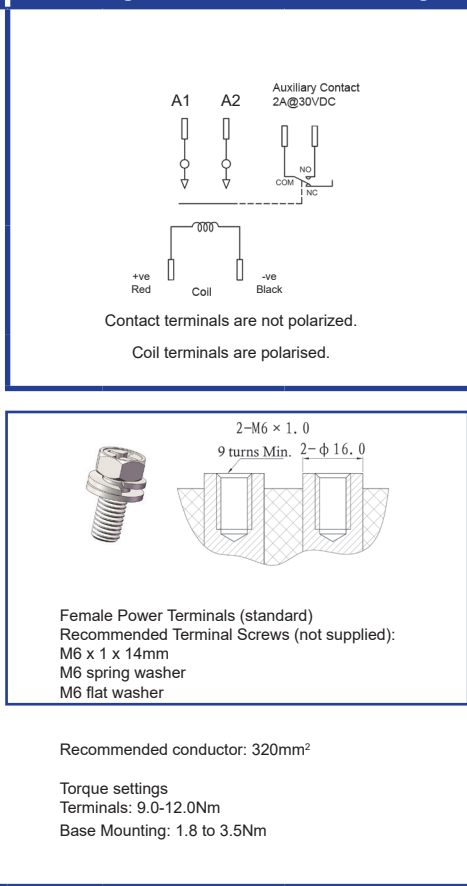 A1 A2
Auxiliary Contact
2A@30VDC
NO
COM
NC
+ve
Red
Coil
-ve
Black
Contact terminals are not polarized.
Coil terminals are polarised.
2-M6 × 1. 0
9 turns Min. 2-ϕ 16. 0
Female Power Terminals (standard)
Recommended Terminal Screws (not supplied):
M6 x 1 x 14mm
M6 spring washer
M6 flat washer
Recommended conductor: 320mm²
Torque settings
Terminals: 9.0-12.0Nm
Base Mounting: 1.8 to 3.5Nm